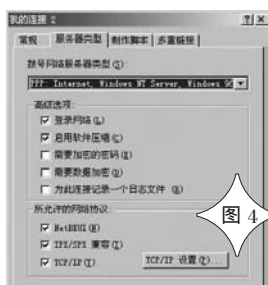 我的连接 2
常规 服务器类型 制作脚本 多重链接
拨号网络服务器类型(S):
PPP: Internet, Windows NT Server, Windows 98
高级选项:
登录网络(L)
启用软件压缩(C)
需要加密的密码(E)
需要数据加密(D)
为此连接记录一个日志文件(R)
所允许的网络协议
NetBEUI(N)
IPX/SPX 兼容(I)
TCP/IP(T) TCP/IP 设置(P)...
图 4